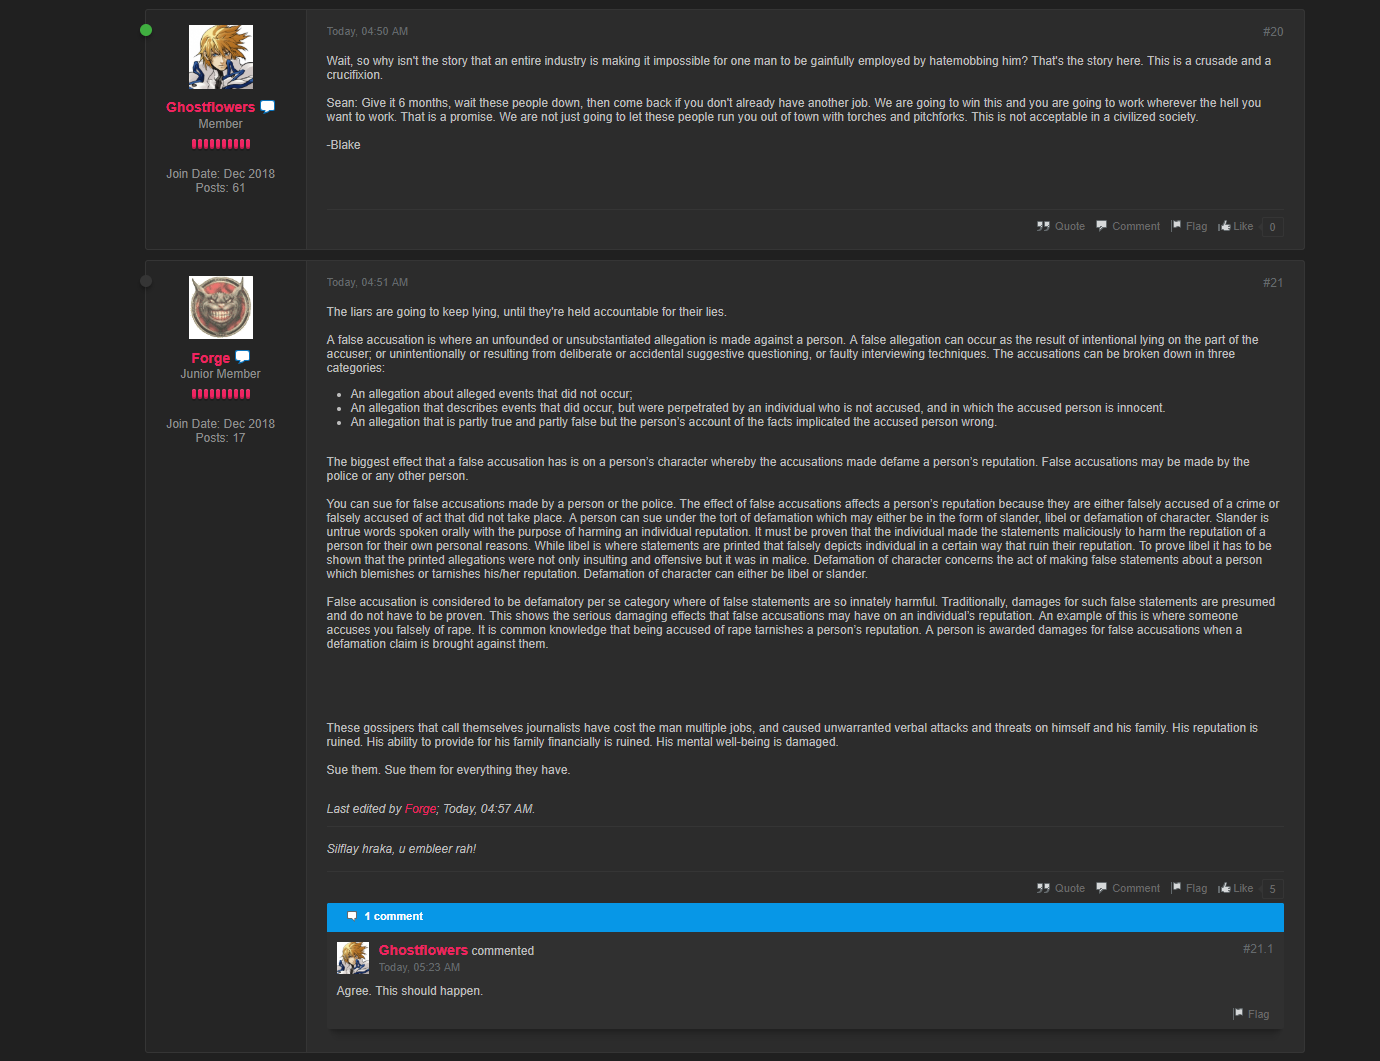 Today, 04:50 AM
#20
Ghostflowers
Member
Join Date: Dec 2018
Posts: 61
Wait, so why isn't the story that an entire industry is making it impossible for one man to be gainfully employed by hatemobbing him? That's the story here. This is a crusade and a
crucifixion.
Sean: Give it 6 months, wait these people down, then come back if you don't already have another job. We are going to win this and you are going to work wherever the hell you
want to work. That is a promise. We are not just going to let these people run you out of town with torches and pitchforks. This is not acceptable in a civilized society.
-Blake
Quote Comment Flag Like 0
Today, 04:51 AM
#21
Forge
Junior Member
Join Date: Dec 2018
Posts: 17
The liars are going to keep lying, until they're held accountable for their lies.
A false accusation is where an unfounded or unsubstantiated allegation is made against a person. A false allegation can occur as the result of intentional lying on the part of the
accuser; or unintentionally or resulting from deliberate or accidental suggestive questioning, or faulty interviewing techniques. The accusations can be broken down in three
categories:
• An allegation about alleged events that did not occur;
• An allegation that describes events that did occur, but were perpetrated by an individual who is not accused, and in which the accused person is innocent.
• An allegation that is partly true and partly false but the person's account of the facts implicated the accused person wrong.
The biggest effect that a false accusation has is on a person's character whereby the accusations made defame a person's reputation. False accusations may be made by the
police or any other person.
You can sue for false accusations made by a person or the police. The effect of false accusations affects a person's reputation because they are either falsely accused of a crime or
falsely accused of act that did not take place. A person can sue under the tort of defamation which may either be in the form of slander, libel or defamation of character. Slander is
untrue words spoken orally with the purpose of harming an individual reputation. It must be proven that the individual made the statements maliciously to harm the reputation of a
person for their own personal reasons. While libel is where statements are printed that falsely depicts individual in a certain way that ruin their reputation. To prove libel it has to be
shown that the printed allegations were not only insulting and offensive but it was in malice. Defamation of character concerns the act of making false statements about a person
which blemishes or tarnishes his/her reputation. Defamation of character can either be libel or slander.
False accusation is considered to be defamatory per se category where of false statements are so innately harmful. Traditionally, damages for such false statements are presumed
and do not have to be proven. This shows the serious damaging effects that false accusations may have on an individual's reputation. An example of this is where someone
accuses you falsely of rape. It is common knowledge that being accused of rape tarnishes a person's reputation. A person is awarded damages for false accusations when a
defamation claim is brought against them.
These gossipers that call themselves journalists have cost the man multiple jobs, and caused unwarranted verbal attacks and threats on himself and his family. His reputation is
ruined. His ability to provide for his family financially is ruined. His mental well-being is damaged.
Sue them. Sue them for everything they have.
Last edited by Forge; Today, 04:57 AM.
Silflay hraka, u embleer rah!
Quote Comment Flag Like 5
1 comment
Ghostflowers commented
#21.1
Today, 05:23 AM
Agree. This should happen.
Flag